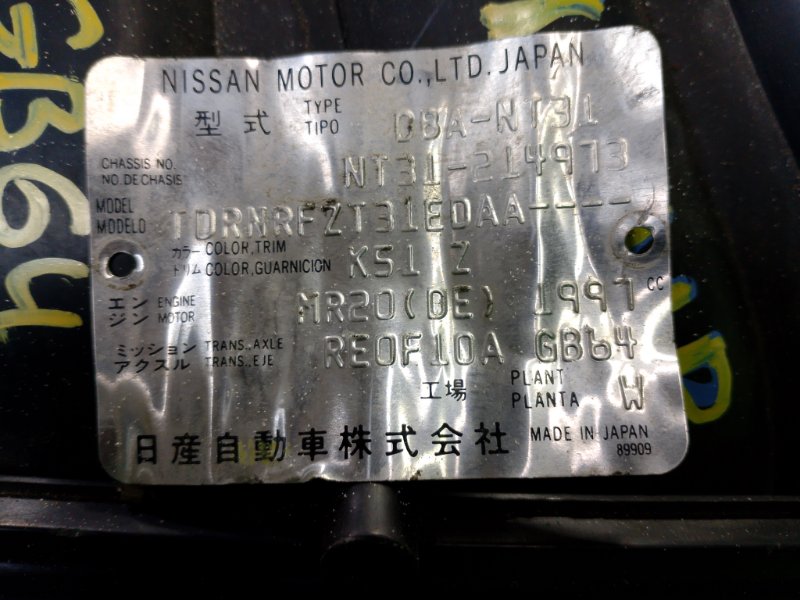 NISSAN MOTOR CO.,LTD. JAPAN
型式 TYPE TIPO DBA-NT31
CHASSIS NO. NO DE CHASIS NT31-214973
MODEL MODELO TDRNRFZT31EDAA----
カラー トリム COLOR,TRIM COLOR,GUARNICION K51 Z
エンジン ENGINE MOTOR MR20(DE) 1997 CC
ミッション アクスル TRANS.,AXLE TRANS.,EJE RE0F10A GB64
工場 PLANT PLANTA W
日産自動車株式会社 MADE IN JAPAN
89909
GB64